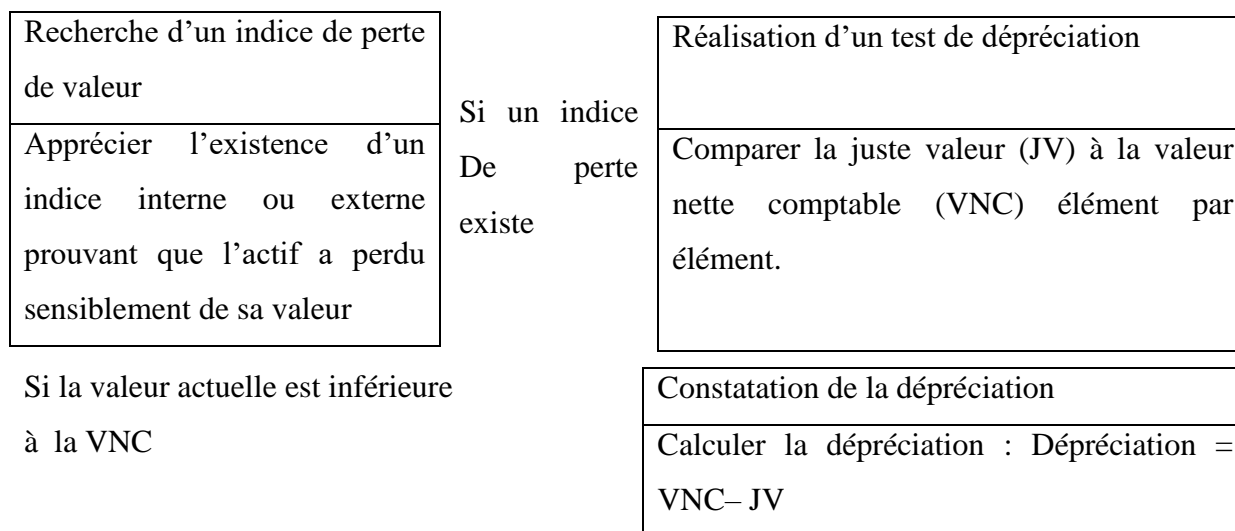 Recherche d’un indice de perte
de valeur
Apprécier l’existence d’un
indice interne ou externe
prouvant que l’actif a perdu
sensiblement de sa valeur
Si un indice
De perte
existe
Réalisation d’un test de dépréciation
Comparer la juste valeur (JV) à la valeur
nette comptable (VNC) élément par
élément.
Si la valeur actuelle est inférieure
à la VNC
Constatation de la dépréciation
Calculer la dépréciation : Dépréciation =
VNC– JV